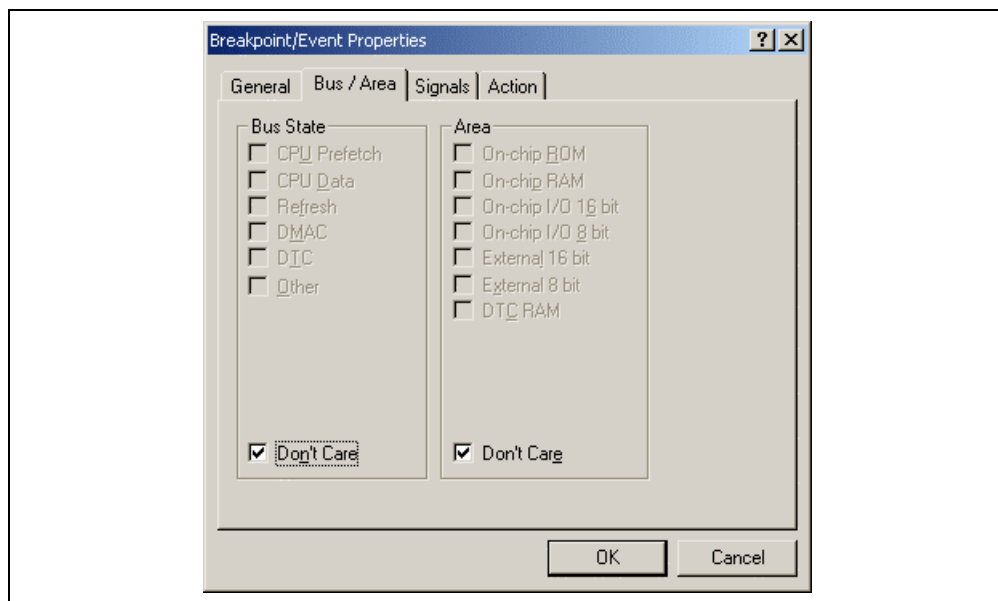 Breakpoint/Event Properties
General
Bus / Area
Signals
Action
Bus State
CPU Prefetch
CPU Data
Refresh
DMAC
DTC
Other
Don't Care
Area
On-chip ROM
On-chip RAM
On-chip I/O 16 bit
On-chip I/O 8 bit
External 16 bit
External 8 bit
DTC RAM
Don't Care
OK
Cancel